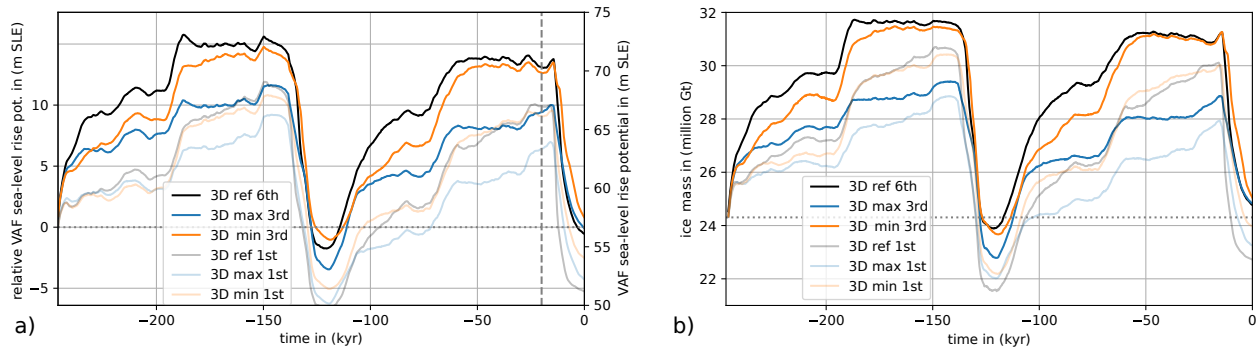 relative VAF sea-level rise pot. in (m SLE)
10
5
0
−5
3D ref 6th
3D max 3rd
3D  min 3rd
3D ref 1st
3D max 1st
3D min 1st
−200
−150
−100
−50
0
time in (kyr)
75
70
65
60
55
50
VAF sea-level rise potential in (m SLE)
a)
ice mass in (million Gt)
32
30
28
26
24
22
3D ref 6th
3D max 3rd
3D  min 3rd
3D ref 1st
3D max 1st
3D min 1st
−200
−150
−100
−50
0
time in (kyr)
b)